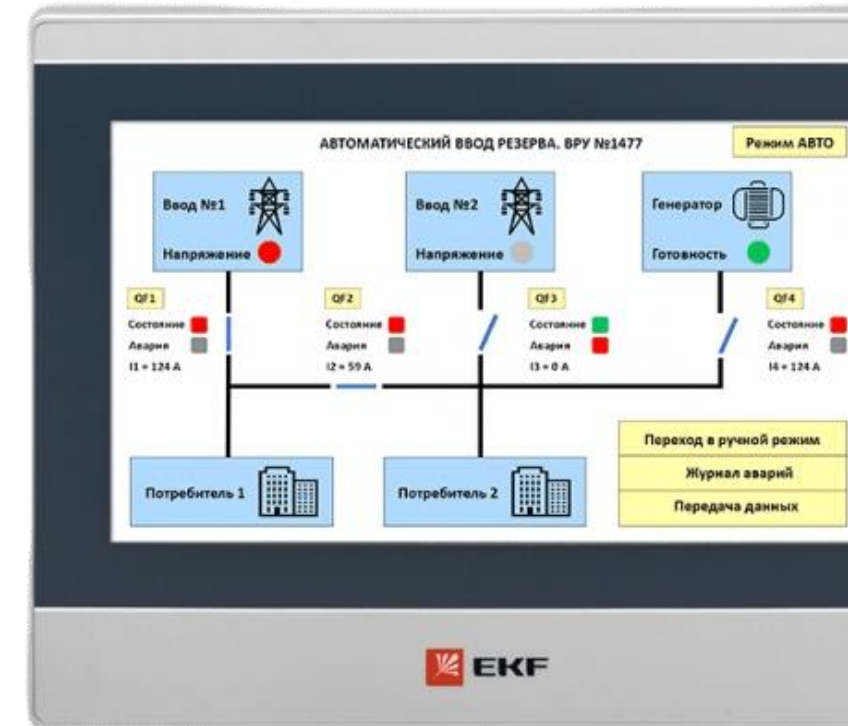 АВТОМАТИЧЕСКИЙ ВВОД РЕЗЕРВА. ВРУ №1477
Режим АВТО
Ввод №1
Напряжение
Ввод №2
Напряжение
Генератор
Готовность
QF1
Состояние
Авария
I1 = 124 А
QF2
Состояние
Авария
I2 = 59 А
QF3
Состояние
Авария
I3 = 0 А
QF4
Состояние
Авария
I4 = 124 А
Переход в ручной режим
Журнал аварий
Передача данных
Потребитель 1
Потребитель 2
EKF